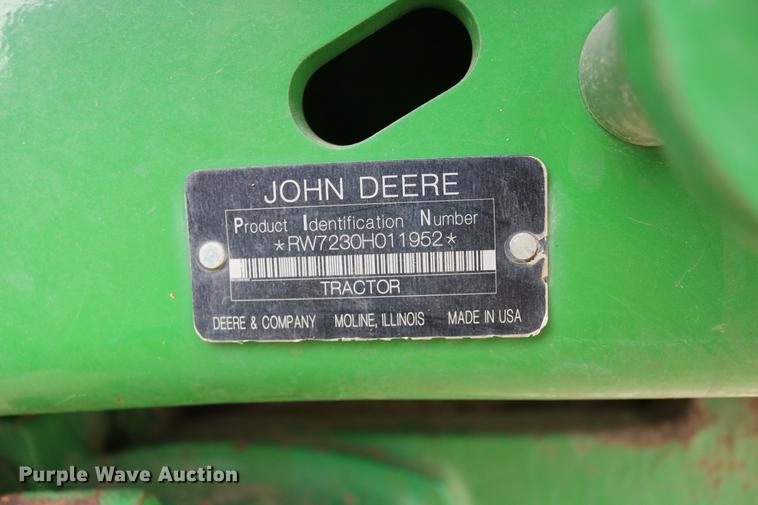 JOHN DEERE
Product Identification Number
*RW7230H011952*
TRACTOR
DEERE & COMPANY MOLINE, ILLINOIS MADE IN USA
Purple Wave Auction